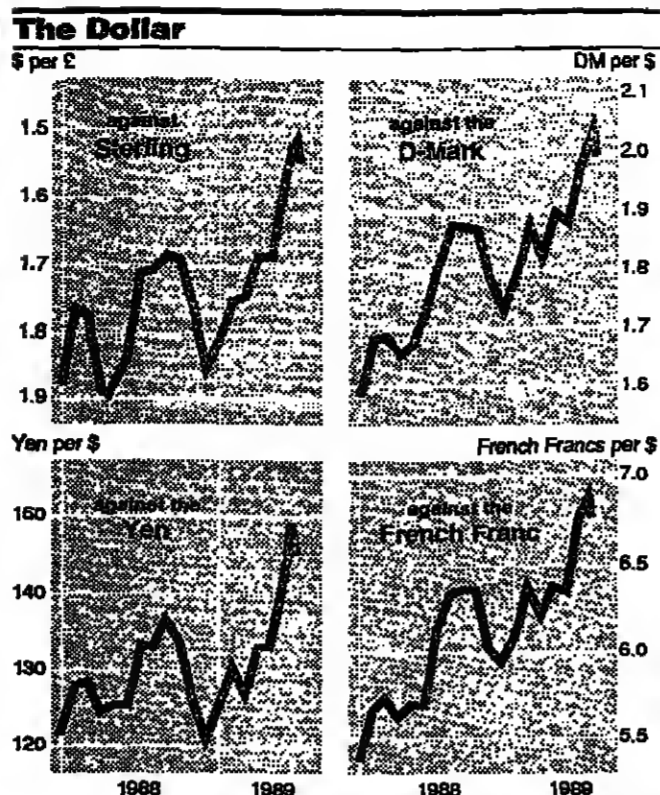 The Dollar
$ per £
DM per $
against
Sterling
1.5
1.6
1.7
1.8
1.9
against the
D-Mark
2.1
2.0
1.9
1.8
1.7
1.6
Yen per $
French Francs per $
Against the
Yen
150
140
130
120
against the
French Franc
7.0
6.5
6.0
5.5
1988
1989
1988
1989